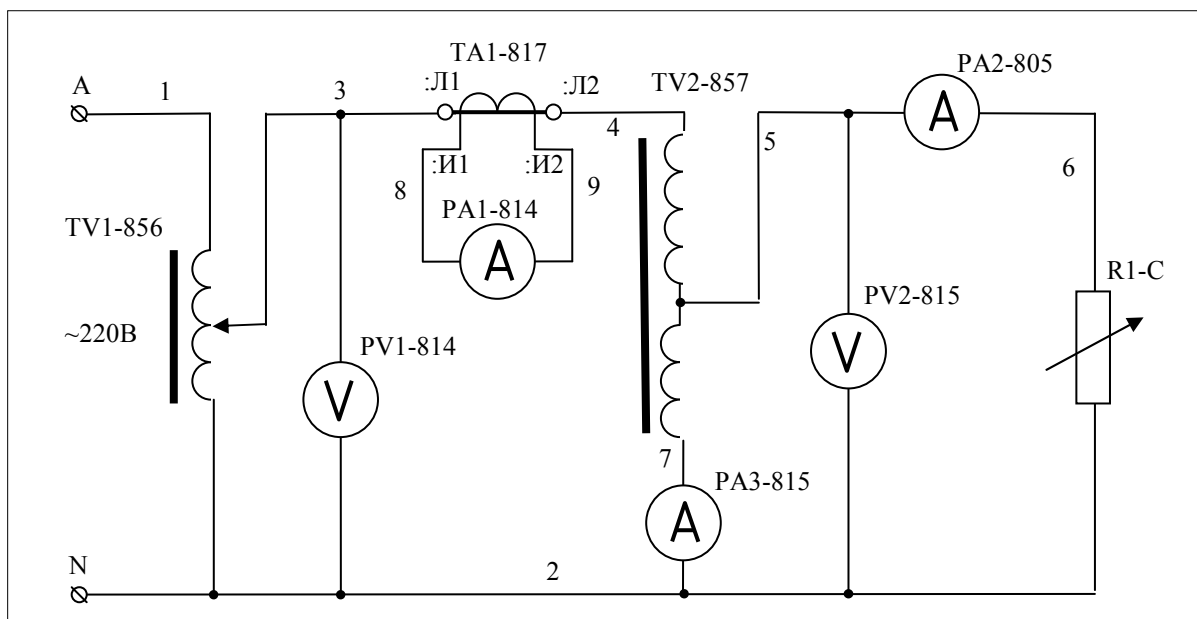 A
1
3
TA1-817
:Л1
:Л2
4
TV2-857
5
PA2-805
A
6
:И1
:И2
8
9
PA1-814
A
TV1-856
~220В
PV1-814
V
PV2-815
V
R1-C
7
PA3-815
A
N
2